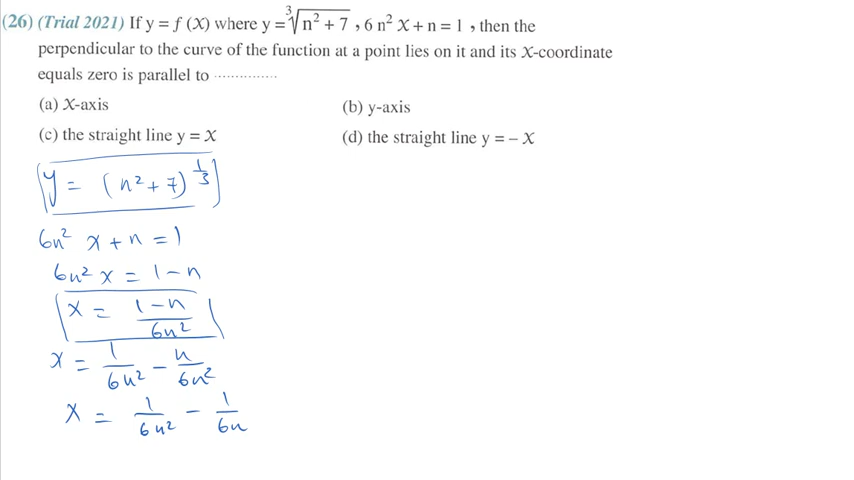 (26) (Trial 2021) If y = f (X) where y = ∛(n² + 7) , 6 n² X + n = 1 , then the
perpendicular to the curve of the function at a point lies on it and its X-coordinate
equals zero is parallel to ...............
(a) X-axis (b) y-axis
(c) the straight line y = X (d) the straight line y = – X
y = (n² + 7)^(1/3)
6n² x + n = 1
6n² x = 1 – n
x = (1 – n)/(6n²)
x = 1/(6n²) – n/(6n²)
x = 1/(6n²) – 1/(6n)